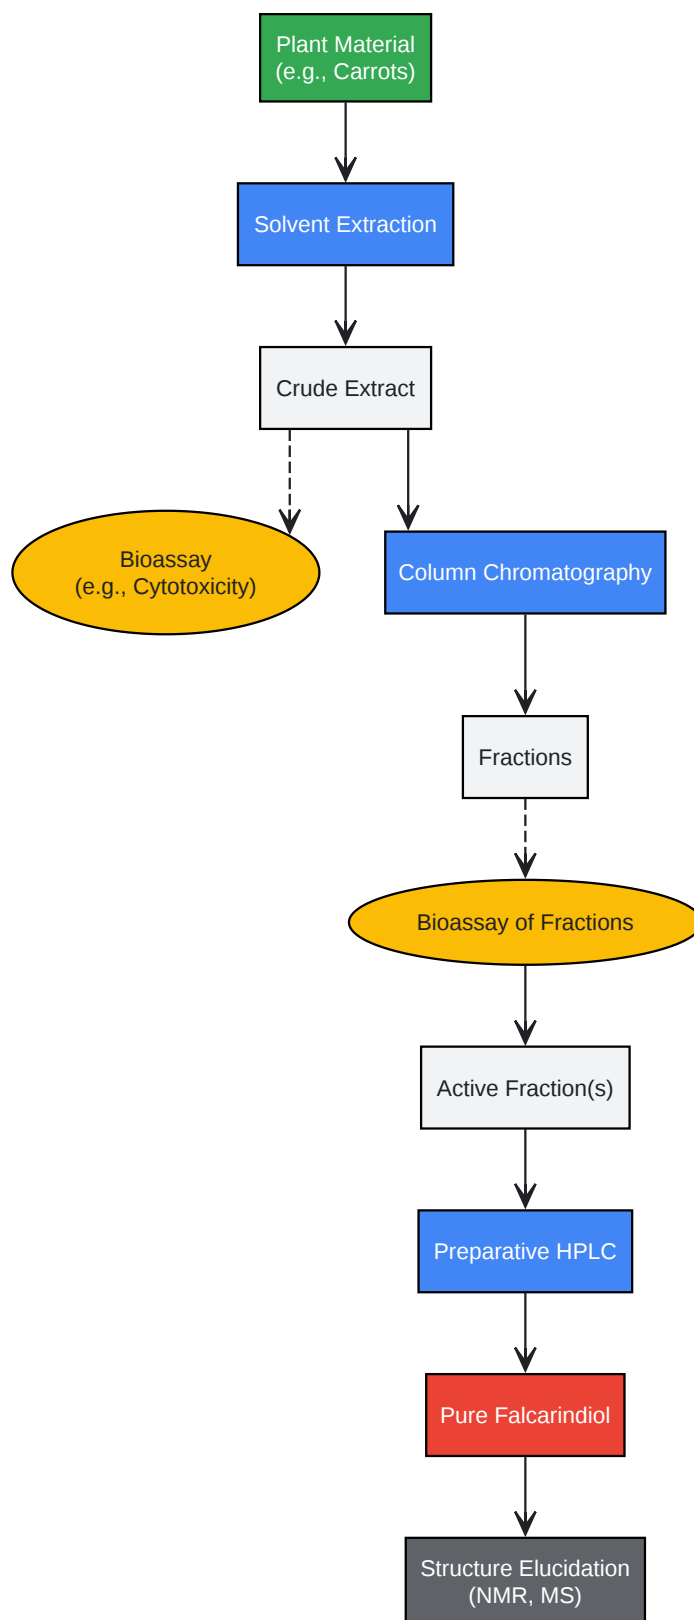 Plant Material
(e.g., Carrots)
Solvent Extraction
Crude Extract
Bioassay
(e.g., Cytotoxicity)
Column Chromatography
Fractions
Bioassay of Fractions
Active Fraction(s)
Preparative HPLC
Pure Falcarindiol
Structure Elucidation
(NMR, MS)